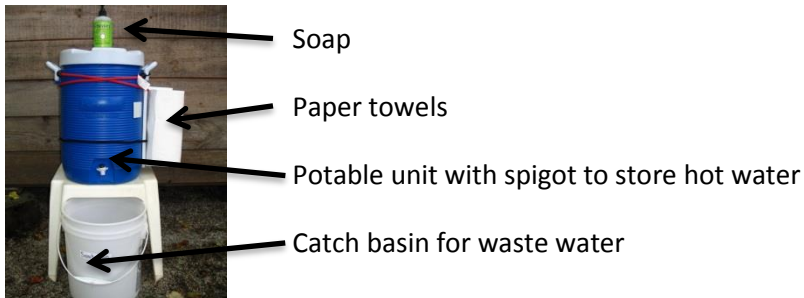 Soap
Paper towels
Potable unit with spigot to store hot water
Catch basin for waste water